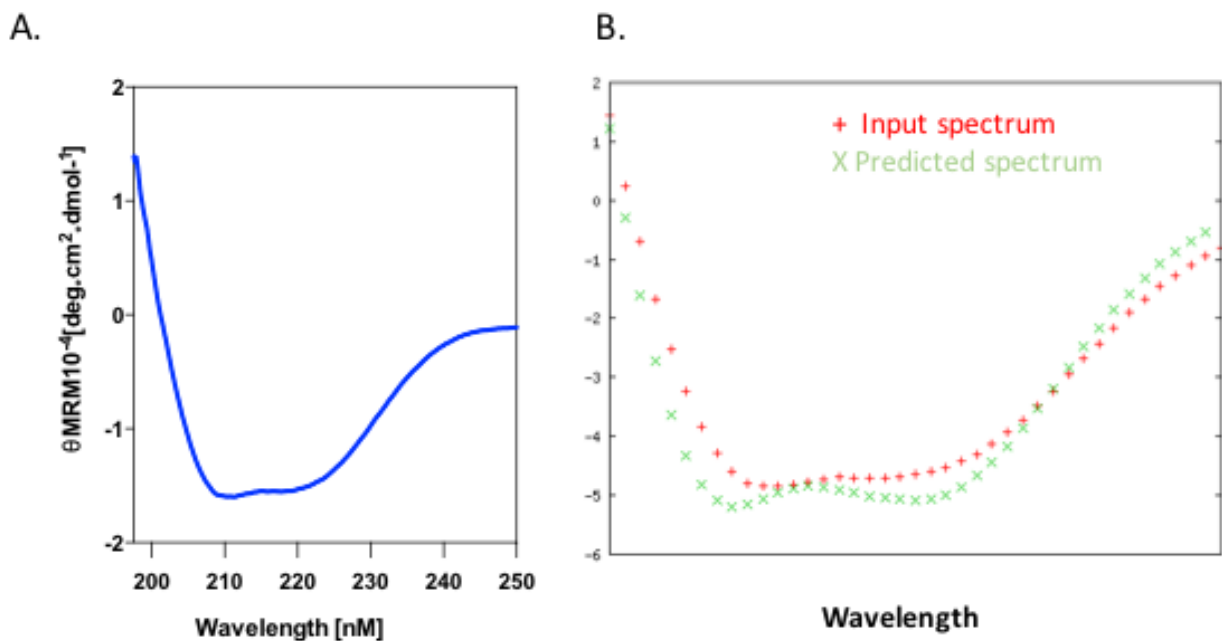 A.
B.
θMRM10⁻⁴[deg.cm².dmol-¹]
2
1
0
-1
-2
200 210 220 230 240 250
Wavelength [nM]
2
1
0
-1
-2
-3
-4
-5
-6
+ Input spectrum
X Predicted spectrum
Wavelength